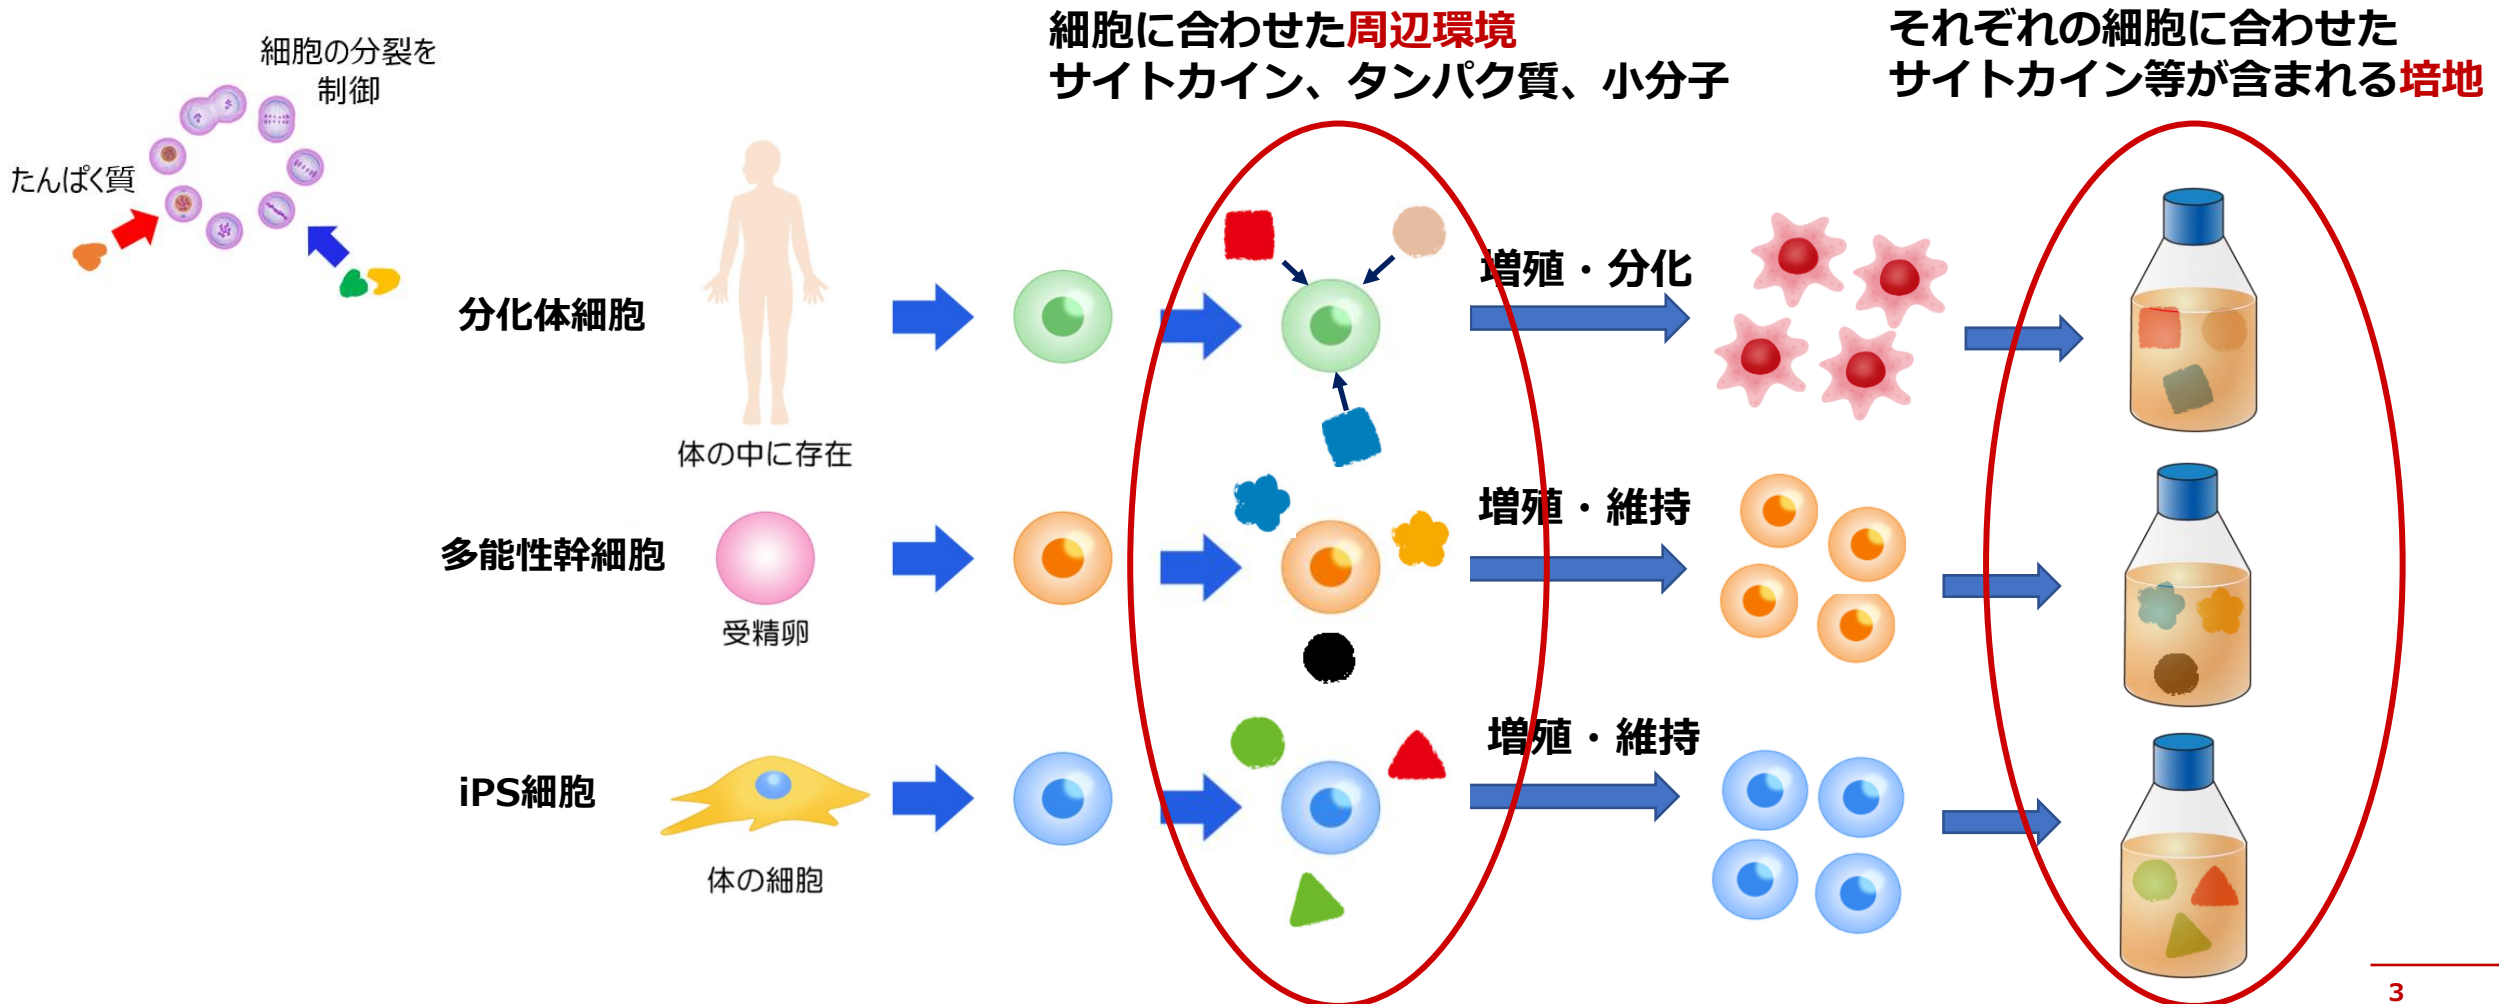 細胞の分裂を
制御
たんぱく質
細胞に合わせた周辺環境
サイトカイン、タンパク質、小分子
それぞれの細胞に合わせた
サイトカイン等が含まれる培地
分化体細胞
体の中に存在
増殖・分化
多能性幹細胞
受精卵
増殖・維持
iPS細胞
体の細胞
増殖・維持
3